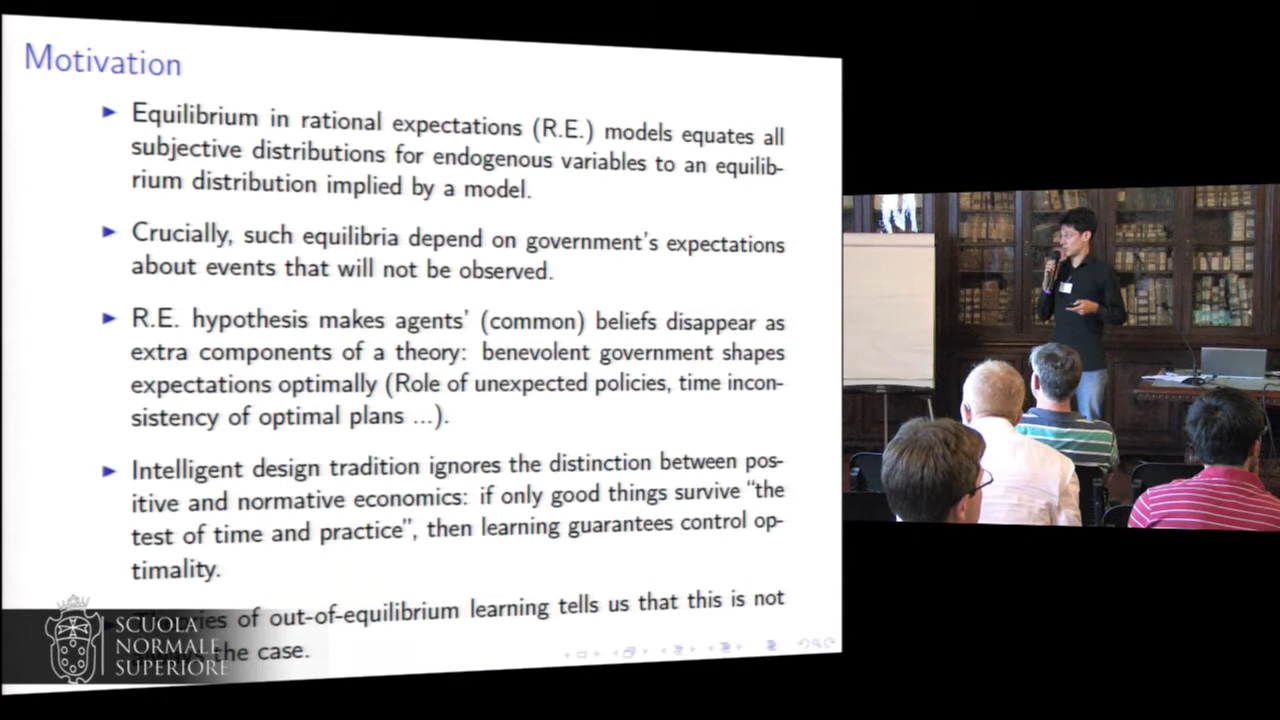 Motivation
Equilibrium in rational expectations (R.E.) models equates all
subjective distributions for endogenous variables to an equilib-
rium distribution implied by a model.
Crucially, such equilibria depend on government's expectations
about events that will not be observed.
R.E. hypothesis makes agents' (common) beliefs disappear as
extra components of a theory: benevolent government shapes
expectations optimally (Role of unexpected policies, time incon-
sistency of optimal plans ...).
Intelligent design tradition ignores the distinction between pos-
itive and normative economics: if only good things survive "the
test of time and practice", then learning guarantees control op-
timality.
of out-of-equilibrium learning tells us that this is not
the case.
SCUOLA
NORMALE
SUPERIORE